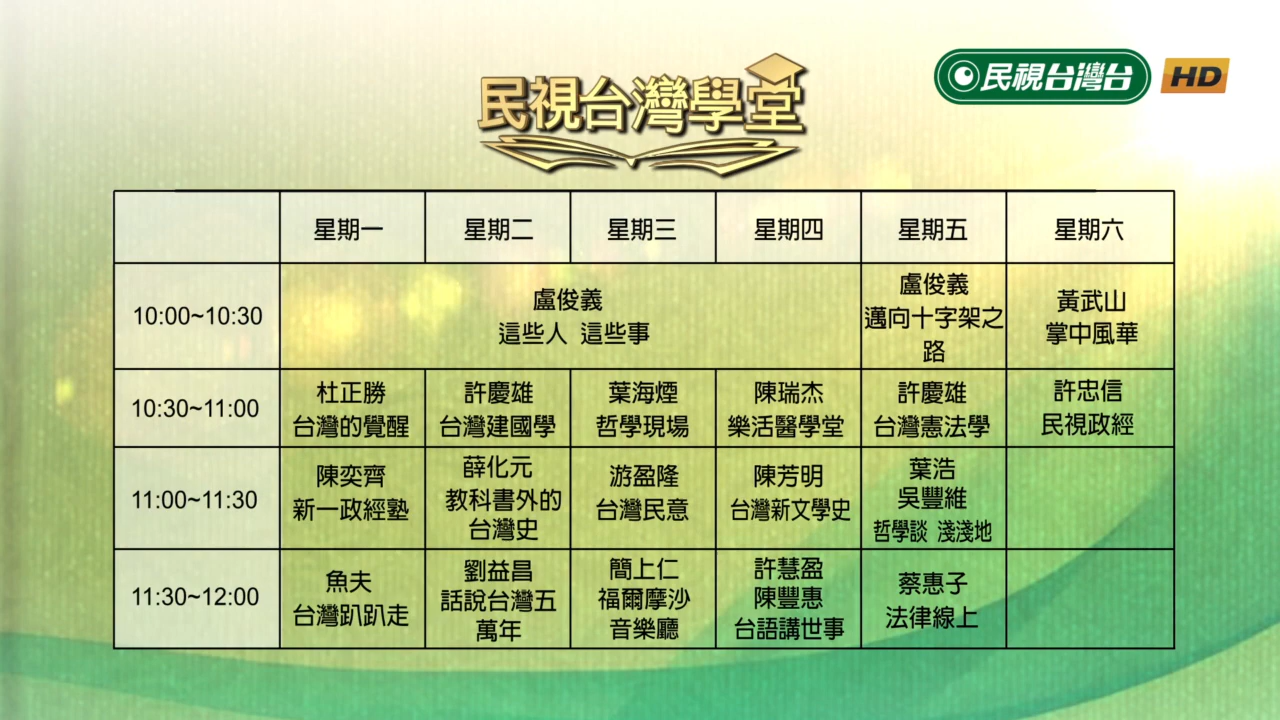 民視台灣學堂
民視台灣台 HD
星期一 星期二 星期三 星期四 星期五 星期六
10:00~10:30
盧俊義
這些人 這些事
盧俊義
邁向十字架之
路
黃武山
掌中風華
10:30~11:00
杜正勝
台灣的覺醒
許慶雄
台灣建國學
葉海煙
哲學現場
陳瑞杰
樂活醫學堂
許慶雄
台灣憲法學
許忠信
民視政經
11:00~11:30
陳奕齊
新一政經塾
薛化元
教科書外的
台灣史
游盈隆
台灣民意
陳芳明
台灣新文學史
葉浩
吳豐維
哲學談 淺淺地
11:30~12:00
魚夫
台灣趴趴走
劉益昌
話說台灣五
萬年
簡上仁
福爾摩沙
音樂廳
許慧盈
陳豐惠
台語講世事
蔡惠子
法律線上